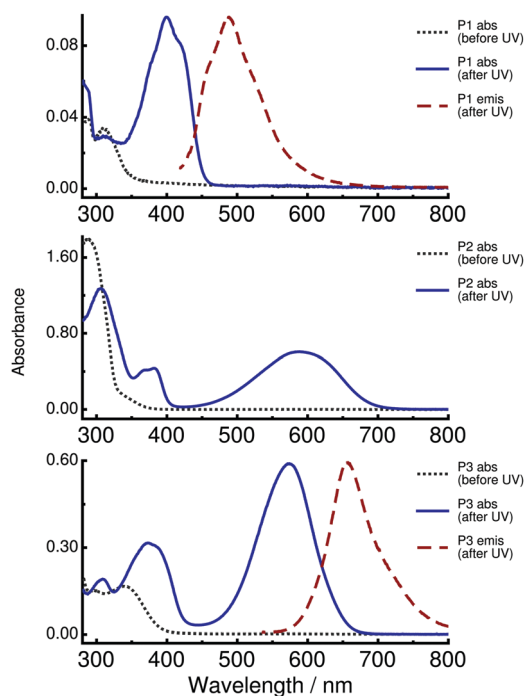 P1 abs
(before UV)
P1 abs
(after UV)
P1 emis
(after UV)
0.08
0.04
0.00
300 400 500 600 700 800
P2 abs
(before UV)
P2 abs
(after UV)
1.60
0.80
0.00
300 400 500 600 700 800
Absorbance
P3 abs
(before UV)
P3 abs
(after UV)
P3 emis
(after UV)
0.60
0.30
0.00
300 400 500 600 700 800
Wavelength / nm